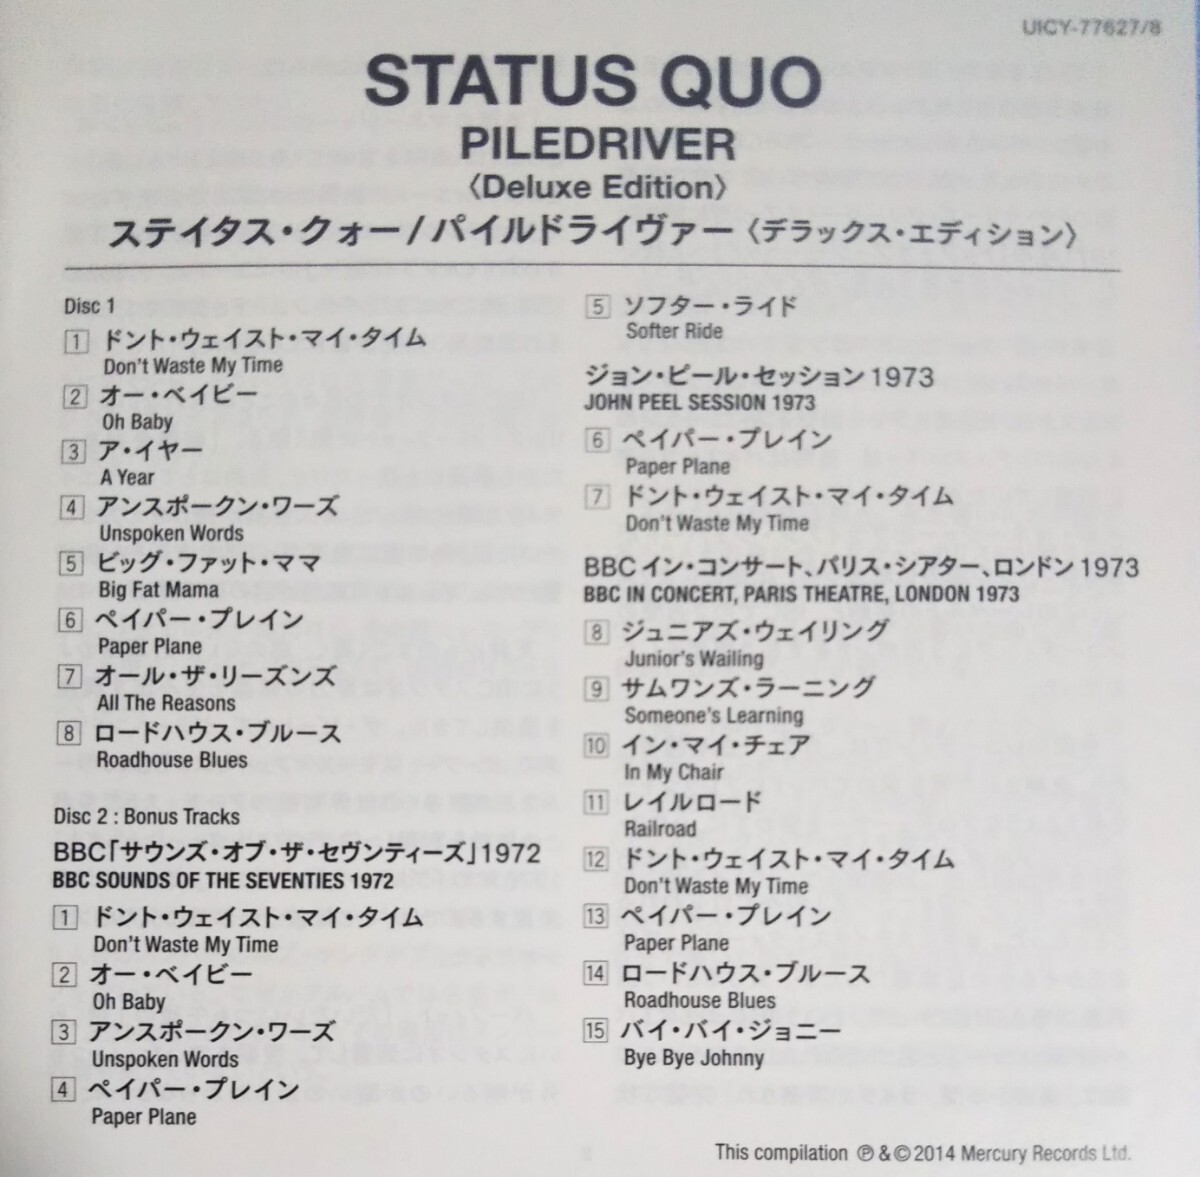 UICY-77627/8
STATUS QUO
PILEDRIVER
〈Deluxe Edition〉
ステイタス・クォー/パイルドライヴァー〈デラックス・エディション〉
Disc 1
1 ドント・ウェイスト・マイ・タイム
Don't Waste My Time
2 オー・ベイビー
Oh Baby
3 ア・イヤー
A Year
4 アンスポークン・ワーズ
Unspoken Words
5 ビッグ・ファット・ママ
Big Fat Mama
6 ペイパー・プレイン
Paper Plane
7 オール・ザ・リーズンズ
All The Reasons
8 ロードハウス・ブルース
Roadhouse Blues
Disc 2 : Bonus Tracks
BBC「サウンズ・オブ・ザ・セヴンティーズ」1972
BBC SOUNDS OF THE SEVENTIES 1972
1 ドント・ウェイスト・マイ・タイム
Don't Waste My Time
2 オー・ベイビー
Oh Baby
3 アンスポークン・ワーズ
Unspoken Words
4 ペイパー・プレイン
Paper Plane
5 ソフター・ライド
Softer Ride
ジョン・ピール・セッション1973
JOHN PEEL SESSION 1973
6 ペイパー・プレイン
Paper Plane
7 ドント・ウェイスト・マイ・タイム
Don't Waste My Time
BBC イン・コンサート、パリス・シアター、ロンドン1973
BBC IN CONCERT, PARIS THEATRE, LONDON 1973
8 ジュニアズ・ウェイリング
Junior's Wailing
9 サムワンズ・ラーニング
Someone's Learning
10 イン・マイ・チェア
In My Chair
11 レイルロード
Railroad
12 ドント・ウェイスト・マイ・タイム
Don't Waste My Time
13 ペイパー・プレイン
Paper Plane
14 ロードハウス・ブルース
Roadhouse Blues
15 バイ・バイ・ジョニー
Bye Bye Johnny
This compilation ℗ & © 2014 Mercury Records Ltd.